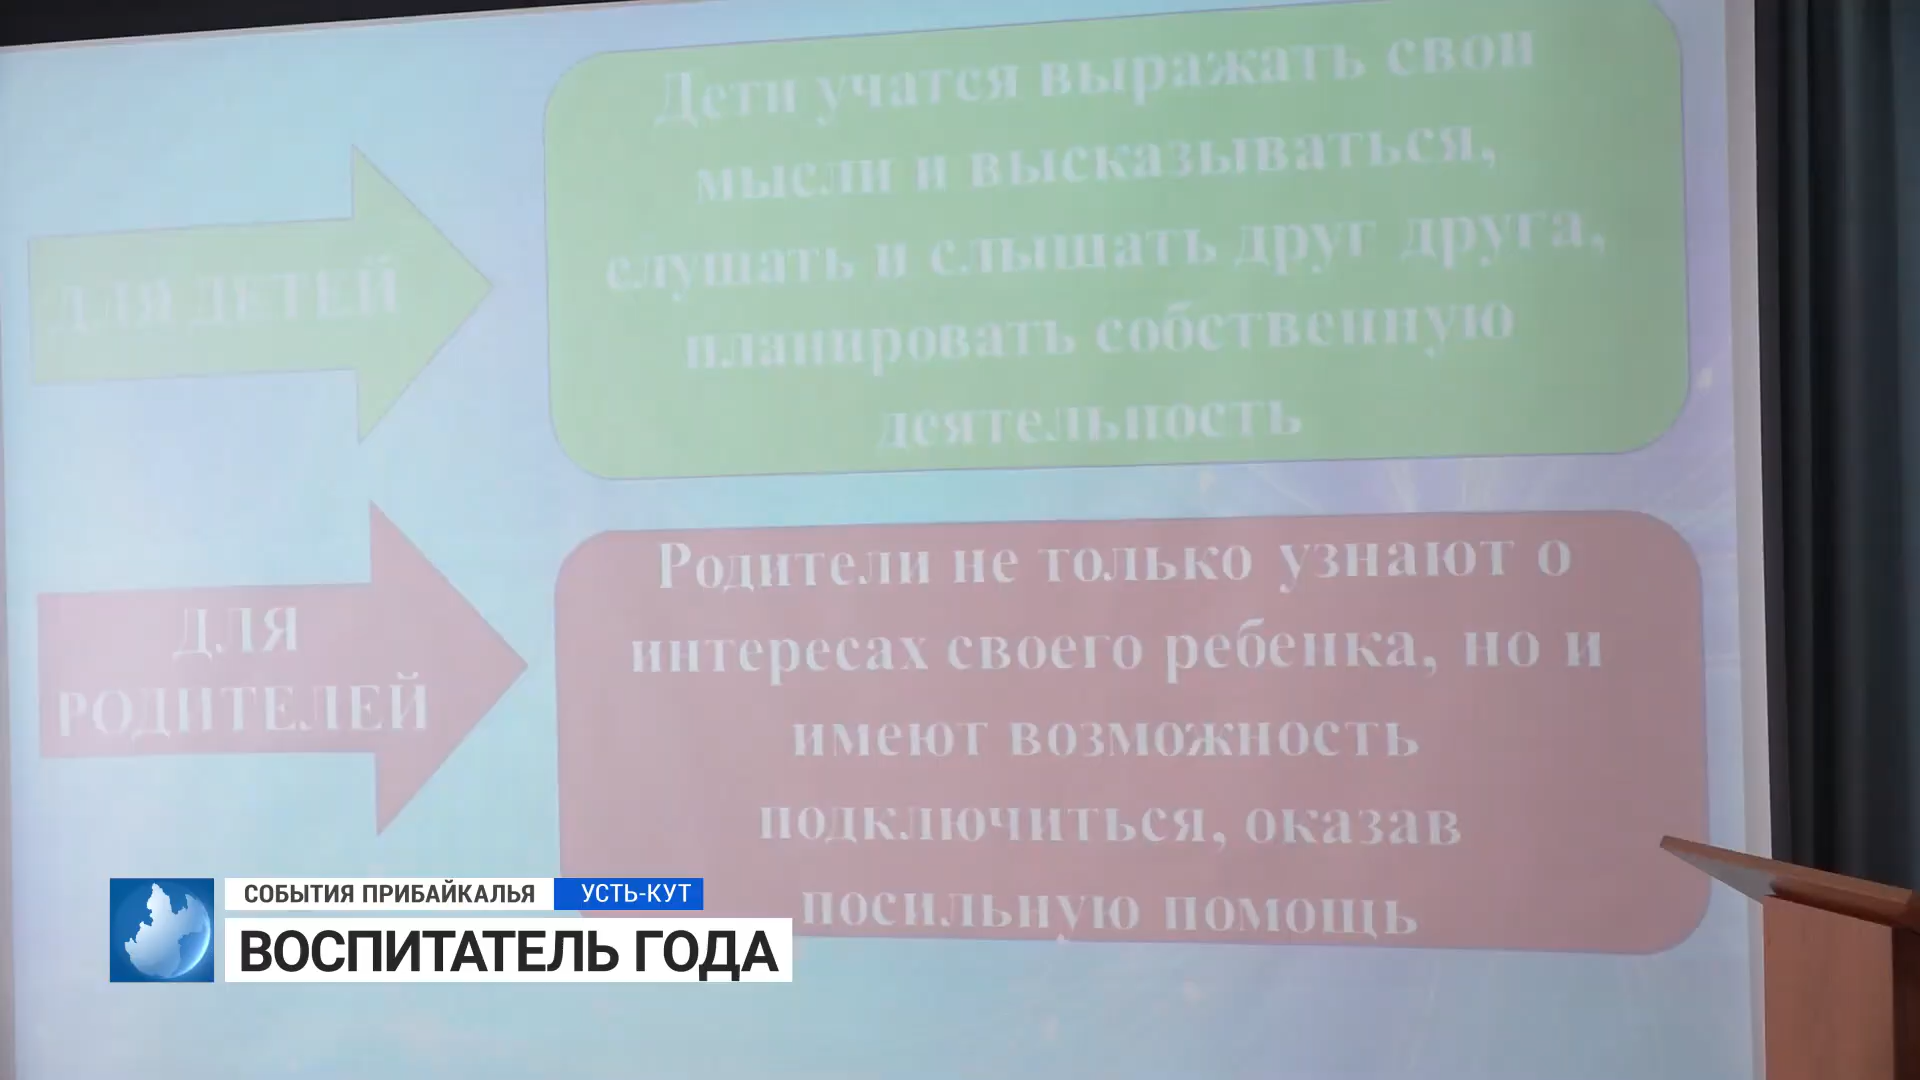 ДЛЯ ДЕТЕЙ
Дети учатся выражать свои
мысли и высказываться,
слушать и слышать друг друга,
планировать собственную
деятельность
ДЛЯ
РОДИТЕЛЕЙ
Родители не только узнают о
интересах своего ребенка, но и
имеют возможность
подключиться, оказав
посильную помощь
СОБЫТИЯ ПРИБАЙКАЛЬЯ
УСТЬ-КУТ
ВОСПИТАТЕЛЬ ГОДА